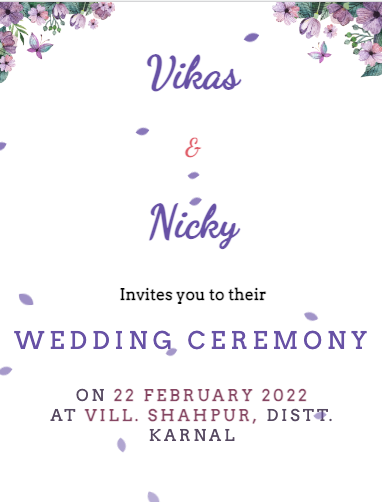 Vikas
&
Nicky
Invites you to their
WEDDING CEREMONY
ON 22 FEBRUARY 2022
AT VILL. SHAHPUR, DISTT.
KARNAL